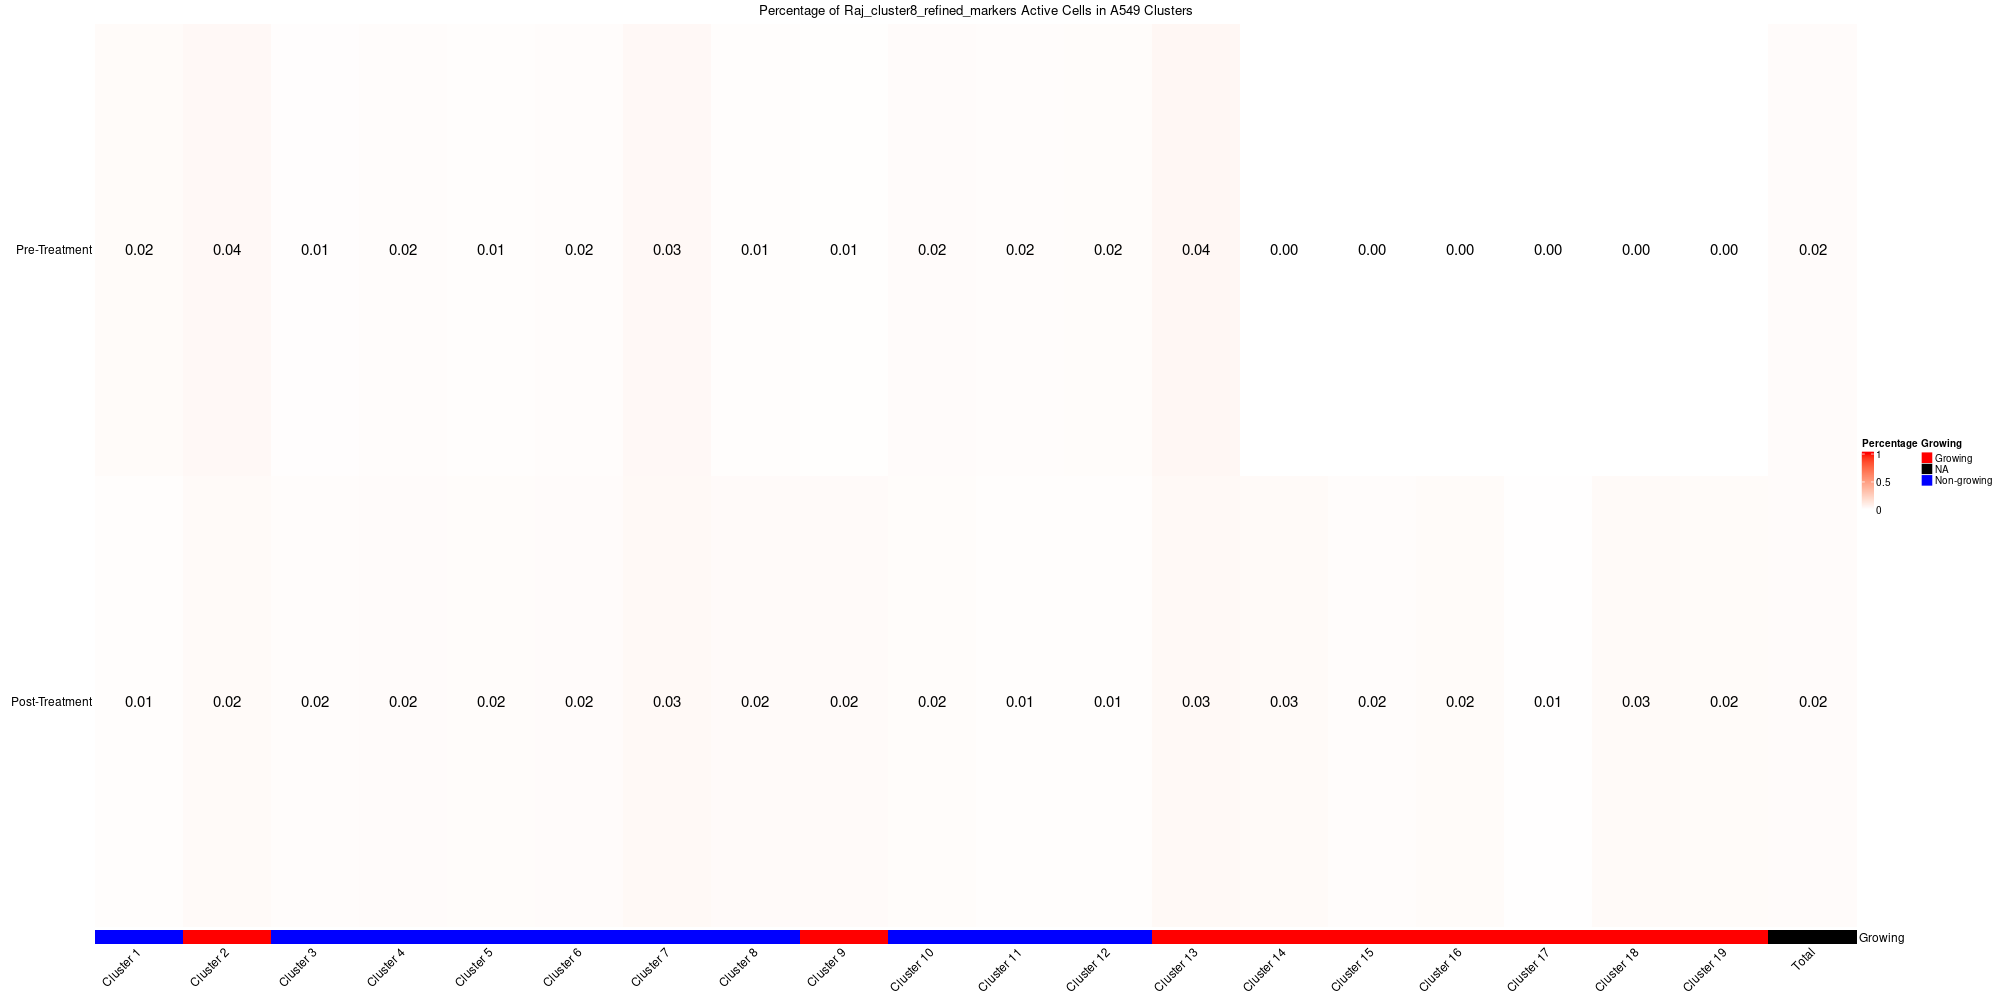 Percentage of Raj_cluster8_refined_markers Active Cells in A549 Clusters
Pre-Treatment 0.02 0.04 0.01 0.02 0.01 0.02 0.03 0.01 0.01 0.02 0.02 0.02 0.04 0.00 0.00 0.00 0.00 0.00 0.00 0.02
Percentage Growing
1 Growing
NA
0.5 Non-growing
0
Post-Treatment 0.01 0.02 0.02 0.02 0.02 0.02 0.03 0.02 0.02 0.02 0.01 0.01 0.03 0.03 0.02 0.02 0.01 0.03 0.02 0.02
Growing
Cluster 1 Cluster 2 Cluster 3 Cluster 4 Cluster 5 Cluster 6 Cluster 7 Cluster 8 Cluster 9 Cluster 10 Cluster 11 Cluster 12 Cluster 13 Cluster 14 Cluster 15 Cluster 16 Cluster 17 Cluster 18 Cluster 19 Total